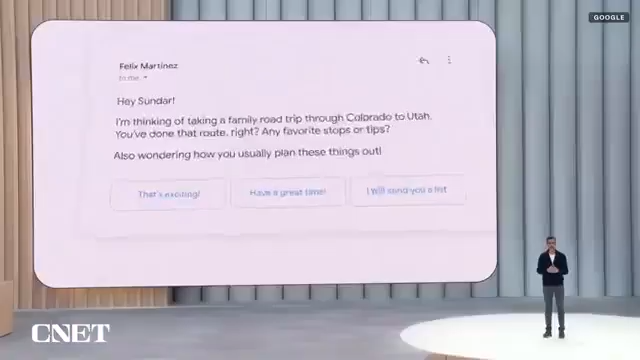 GOOGLE
Felix Martinez
to me
Hey Sundar!
I'm thinking of taking a family road trip through Colorado to Utah.
You've done that route, right? Any favorite stops or tips?
Also wondering how you usually plan these things out!
That's exciting!
Have a great time!
I will send you a list
CNET